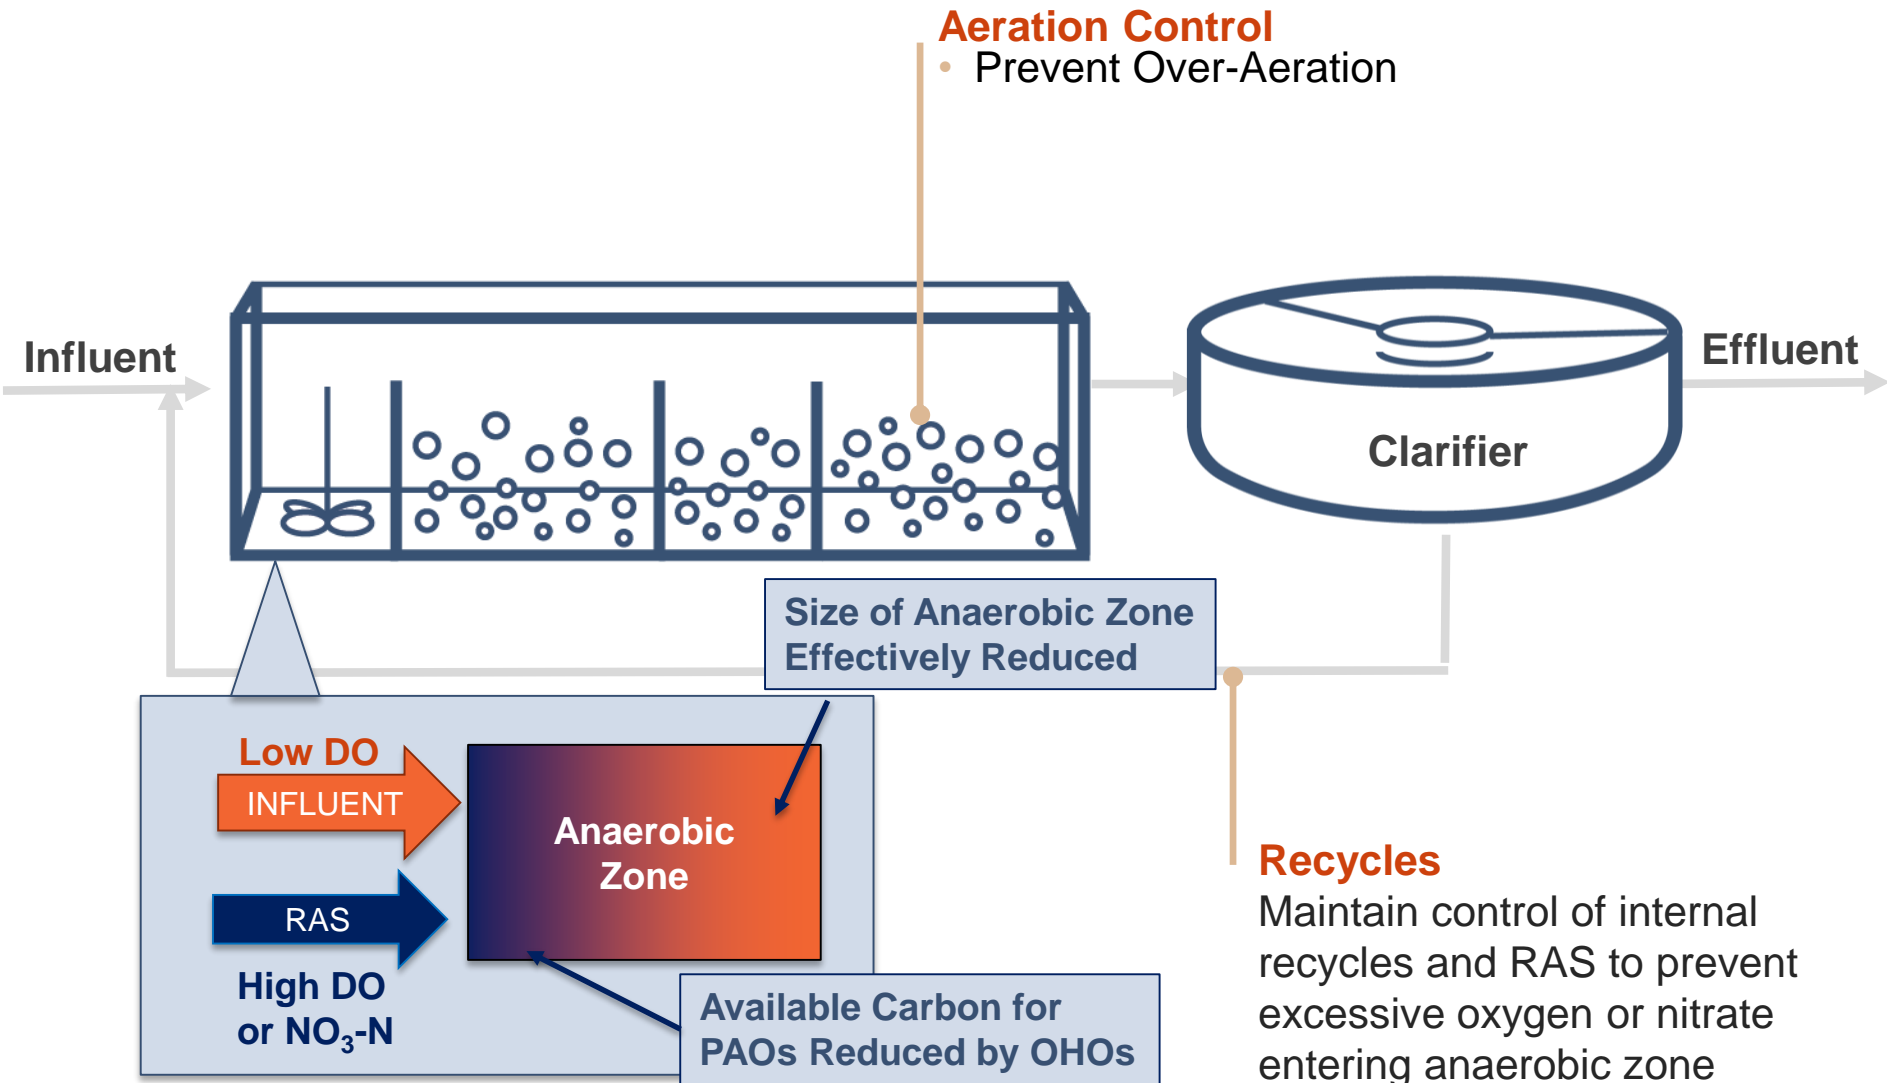 Aeration Control
• Prevent Over-Aeration
Influent
Effluent
Clarifier
Size of Anaerobic Zone
Effectively Reduced
Low DO
INFLUENT
Anaerobic
Zone
RAS
High DO
or NO₃-N
Available Carbon for
PAOs Reduced by OHOs
Recycles
Maintain control of internal
recycles and RAS to prevent
excessive oxygen or nitrate
entering anaerobic zone